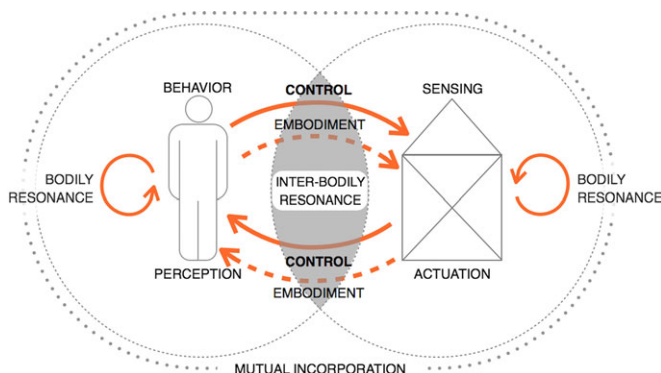 BEHAVIOR
CONTROL
SENSING
EMBODIMENT
BODILY
RESONANCE
INTER-BODILY
RESONANCE
BODILY
RESONANCE
PERCEPTION
CONTROL
ACTUATION
EMBODIMENT
MUTUAL INCORPORATION